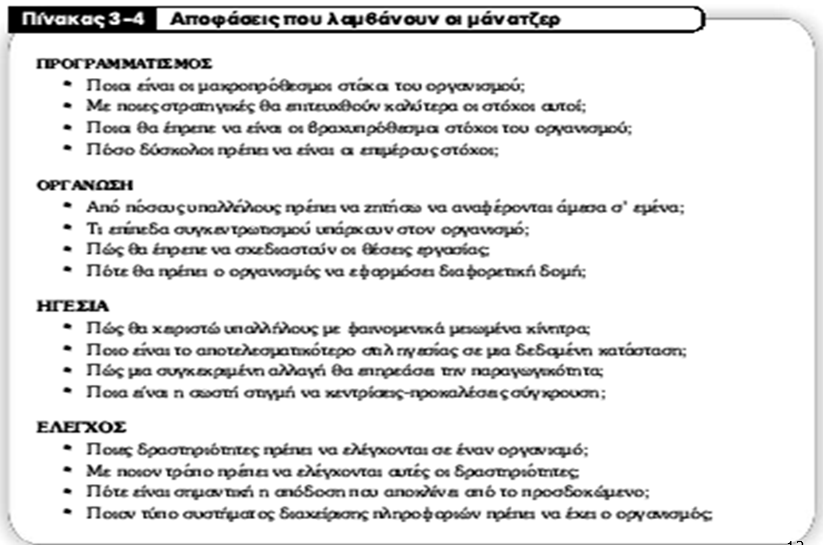 Πίνακας 3–4 Αποφάσεις που λαμβάνουν οι μάνατζερ
ΠΡΟΓΡΑΜΜΑΤΙΣΜΟΣ
• Ποιοι είναι οι μακροπρόθεσμοι στόχοι του οργανισμού;
• Με ποιες στρατηγικές θα επιτευχθούν καλύτερα οι στόχοι αυτοί;
• Ποιοι θα έπρεπε να είναι οι βραχυπρόθεσμοι στόχοι του οργανισμού;
• Πόσο δύσκολοι πρέπει να είναι οι επιμέρους στόχοι;
ΟΡΓΑΝΩΣΗ
• Από πόσους υπαλλήλους πρέπει να ζητήσω να αναφέρονται άμεσα σ' εμένα;
• Τι επίπεδα συγκεντρωτισμού υπάρχουν στον οργανισμό;
• Πώς θα έπρεπε να σχεδιαστούν οι θέσεις εργασίας;
• Πότε θα πρέπει ο οργανισμός να εφαρμόσει διαφορετική δομή;
ΗΓΕΣΙΑ
• Πώς θα χειριστώ υπαλλήλους με φαινομενικά μειωμένα κίνητρα;
• Ποιο είναι το αποτελεσματικότερο στιλ ηγεσίας σε μια δεδομένη κατάσταση;
• Πώς μια συγκεκριμένη αλλαγή θα επηρεάσει την παραγωγικότητα;
• Ποια είναι η σωστή στιγμή να κεντρίσεις–προκαλέσεις σύγκρουση;
ΕΛΕΓΧΟΣ
• Ποιες δραστηριότητες πρέπει να ελέγχονται σε έναν οργανισμό;
• Με ποιον τρόπο πρέπει να ελέγχονται αυτές οι δραστηριότητες;
• Πότε είναι σημαντική η απόδοση που αποκλίνει από το προσδοκώμενο;
• Ποιον τύπο συστήματος διαχείρισης πληροφοριών πρέπει να έχει ο οργανισμός;